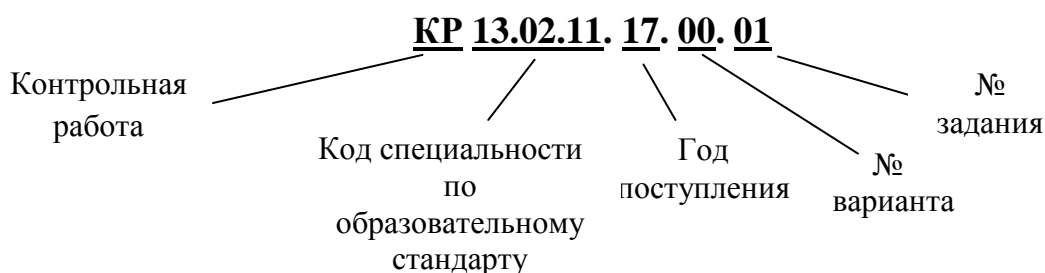 КР 13.02.11. 17. 00. 01
Контрольная
работа
Код специальности
по
образовательному
стандарту
Год
поступления
№
варианта
№
задания